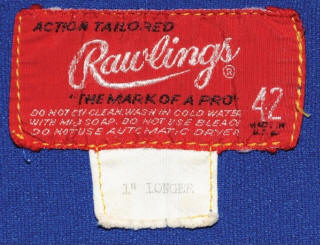 ACTION TAILORED
Rawlings®
"THE MARK OF A PRO"
42
DO NOT DRY CLEAN. WASH IN COLD WATER
WITH MILD SOAP. DO NOT USE BLEACH
DO NOT USE AUTOMATIC DRYER
MADE IN
U.S.A.
1" LONGER